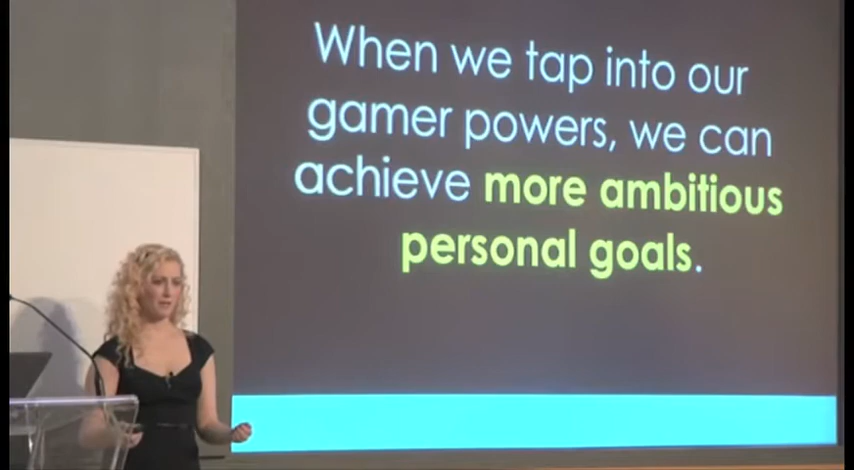 When we tap into our
gamer powers, we can
achieve more ambitious
personal goals.